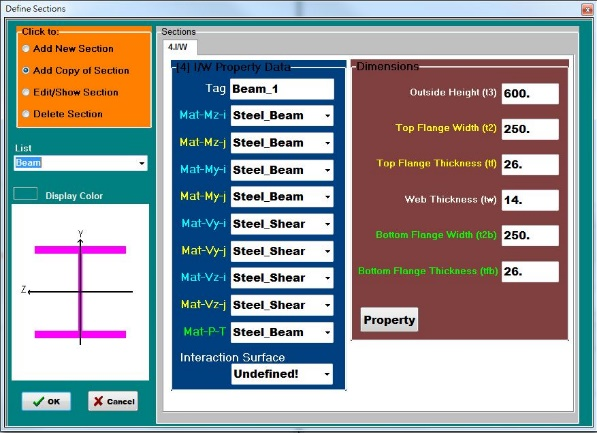 Define Sections
Click to:
Add New Section
Add Copy of Section
Edit/Show Section
Delete Section
List
Beam
Display Color
Y
Z
OK
Cancel
Sections
4.I/W
[4] I/W Property Data
Tag Beam_1
Mat-Mz-i Steel_Beam
Mat-Mz-j Steel_Beam
Mat-My-i Steel_Beam
Mat-My-j Steel_Beam
Mat-Vy-i Steel_Shear
Mat-Vy-j Steel_Shear
Mat-Vz-i Steel_Shear
Mat-Vz-j Steel_Shear
Mat-P-T Steel_Beam
Interaction Surface
Undefined!
Dimensions
Outside Height (t3) 600.
Top Flange Width (t2) 250.
Top Flange Thickness (tf) 26.
Web Thickness (tw) 14.
Bottom Flange Width (t2b) 250.
Bottom Flange Thickness (tfb) 26.
Property